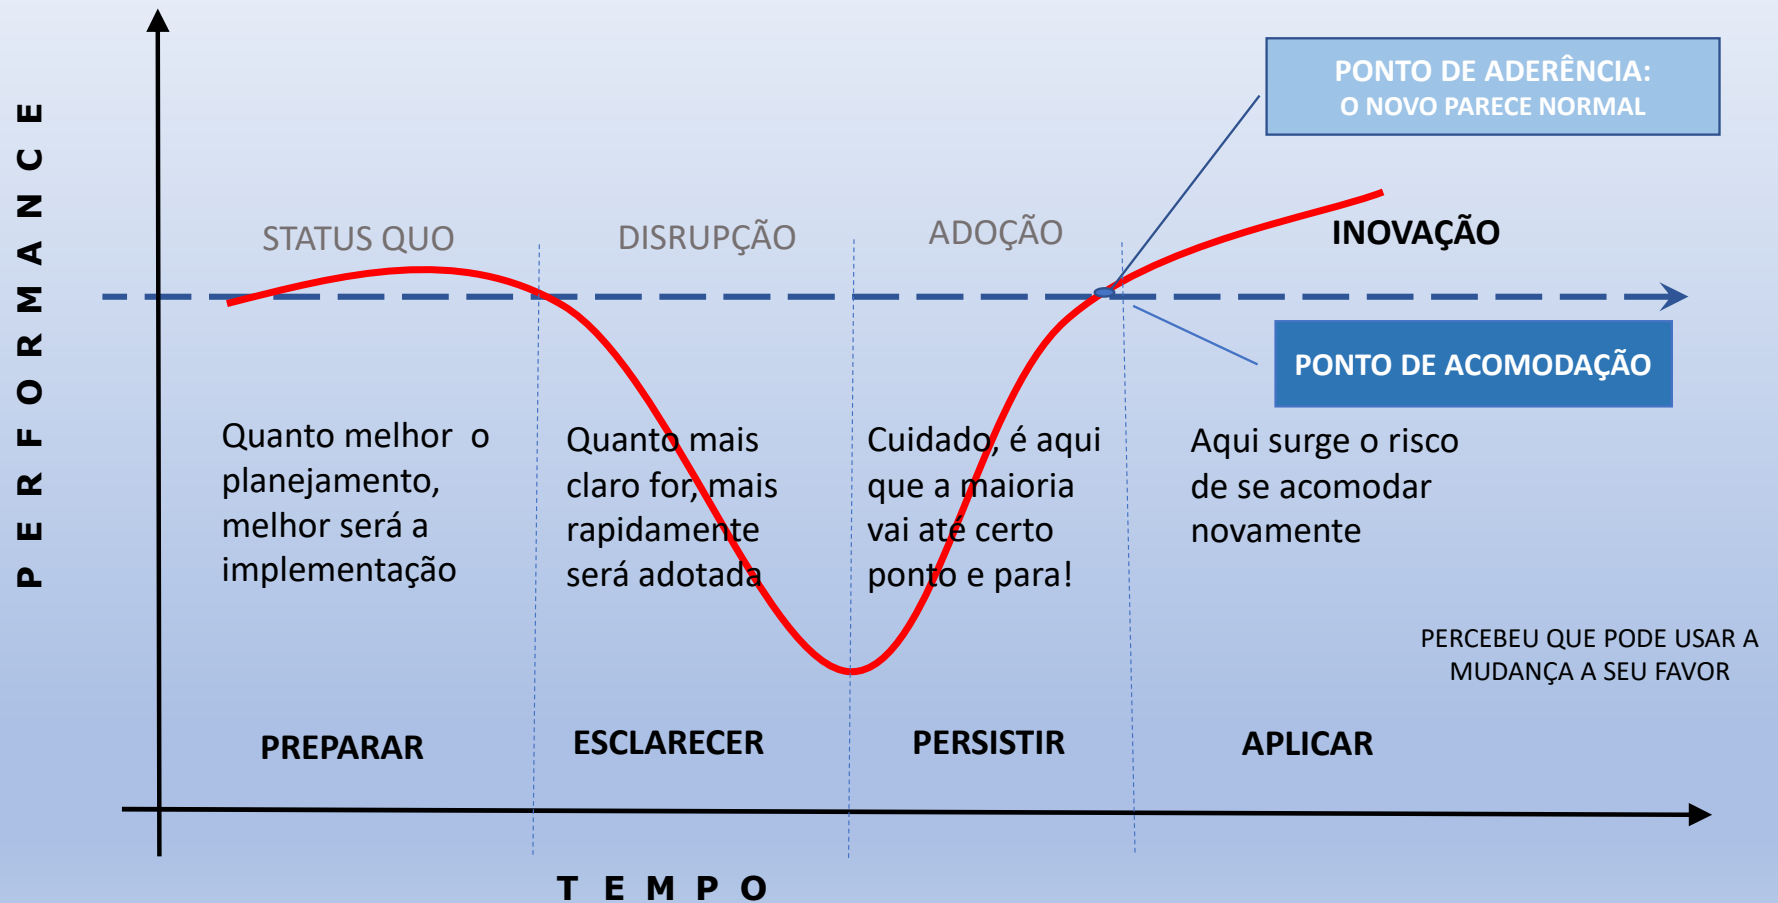 PERFORMANCE
PONTO DE ADERÊNCIA:
O NOVO PARECE NORMAL
STATUS QUO
DISRUPÇÃO
ADOÇÃO
INOVAÇÃO
PONTO DE ACOMODAÇÃO
Quanto melhor o
planejamento,
melhor será a
implementação
Quanto mais
claro for, mais
rapidamente
será adotada
Cuidado, é aqui
que a maioria
vai até certo
ponto e para!
Aqui surge o risco
de se acomodar
novamente
PERCEBEU QUE PODE USAR A
MUDANÇA A SEU FAVOR
PREPARAR
ESCLARECER
PERSISTIR
APLICAR
TEMPO